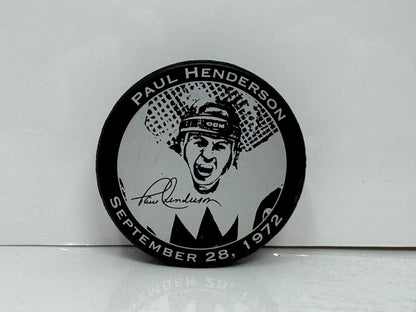 PAUL HENDERSON
CCM
Paul Henderson
SEPTEMBER 28, 1972